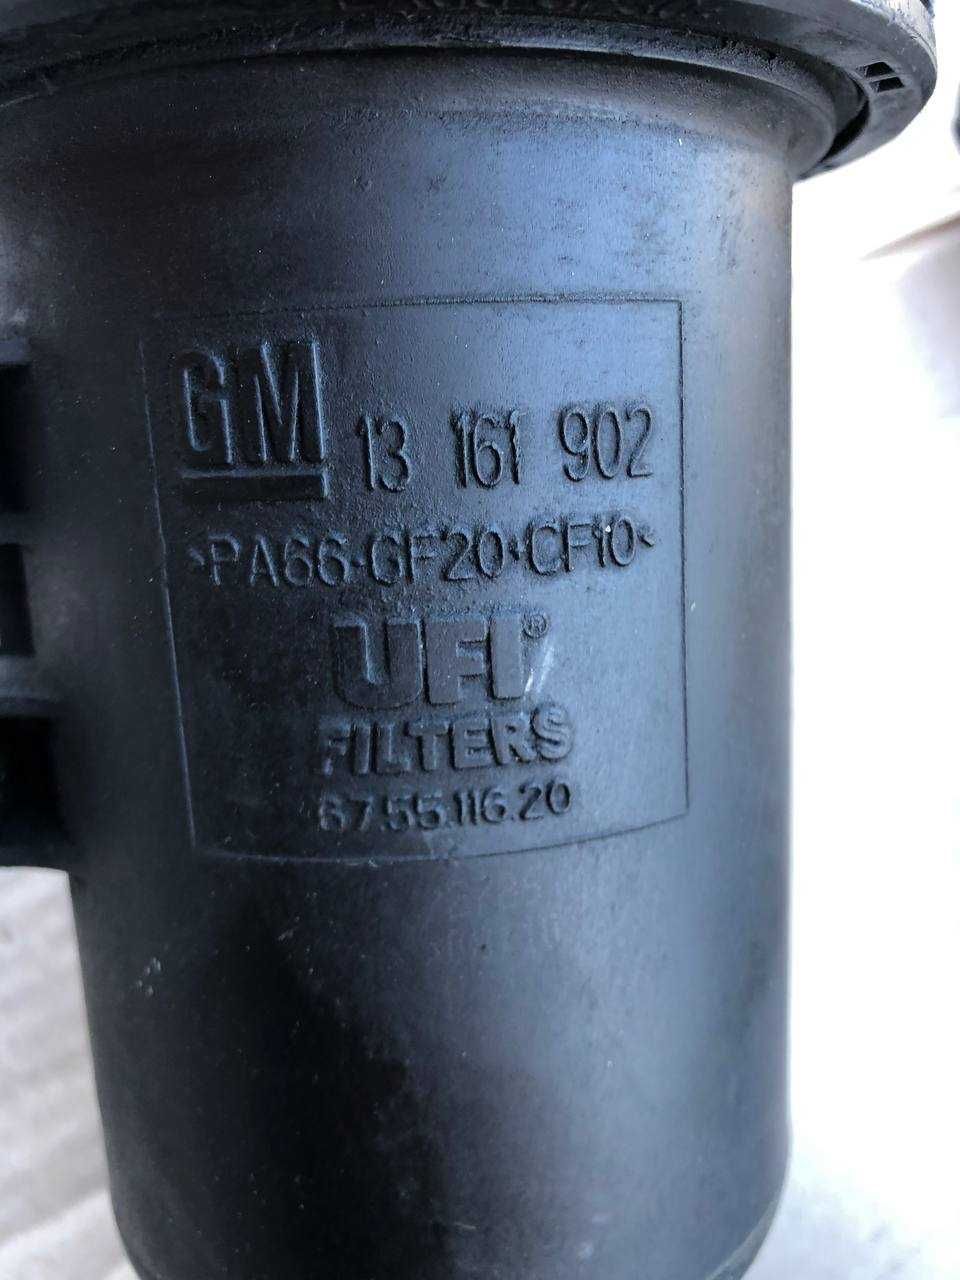 GM 13 161 902
>PA66+GF20+CF10<
UFI®
FILTERS
67.55.116.20